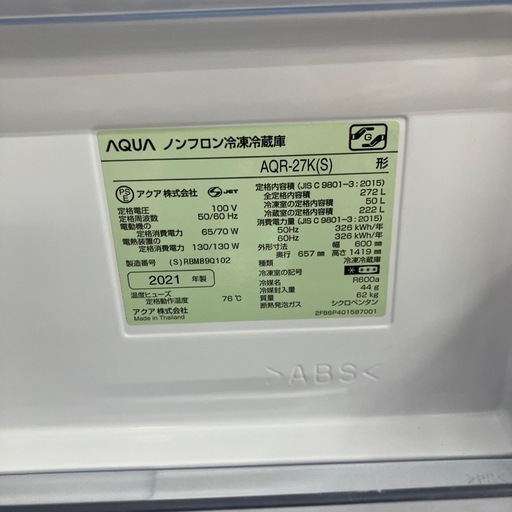 AQUA ノンフロン冷凍冷蔵庫
G
AQR-27K(S) 形
PS E アクア株式会社 JET
定格電圧 100 V
定格周波数 50/60 Hz
電動機の
定格消費電力 65/70 W
電熱装置の
定格消費電力 130/130 W
製造番号 (S)RBM89Q102
2021 年製
温度ヒューズ
定格動作温度 76℃
アクア株式会社
Made in Thailand
定格内容積 (JIS C 9801-3:2015)
全定格内容積 272 L
冷凍室の定格内容積 50 L
冷蔵室の定格内容積 222 L
消費電力量 (JIS C 9801-3:2015)
50Hz 326 kWh/年
60Hz 326 kWh/年
外形寸法 幅 600 mm
奥行 657 mm 高さ 1419 mm
種類 冷凍冷蔵庫
冷凍室の記号
冷媒名 R600a
冷媒封入量 44 g
質量 62 kg
断熱発泡ガス シクロペンタン
2FB6P401587001
>ABS<